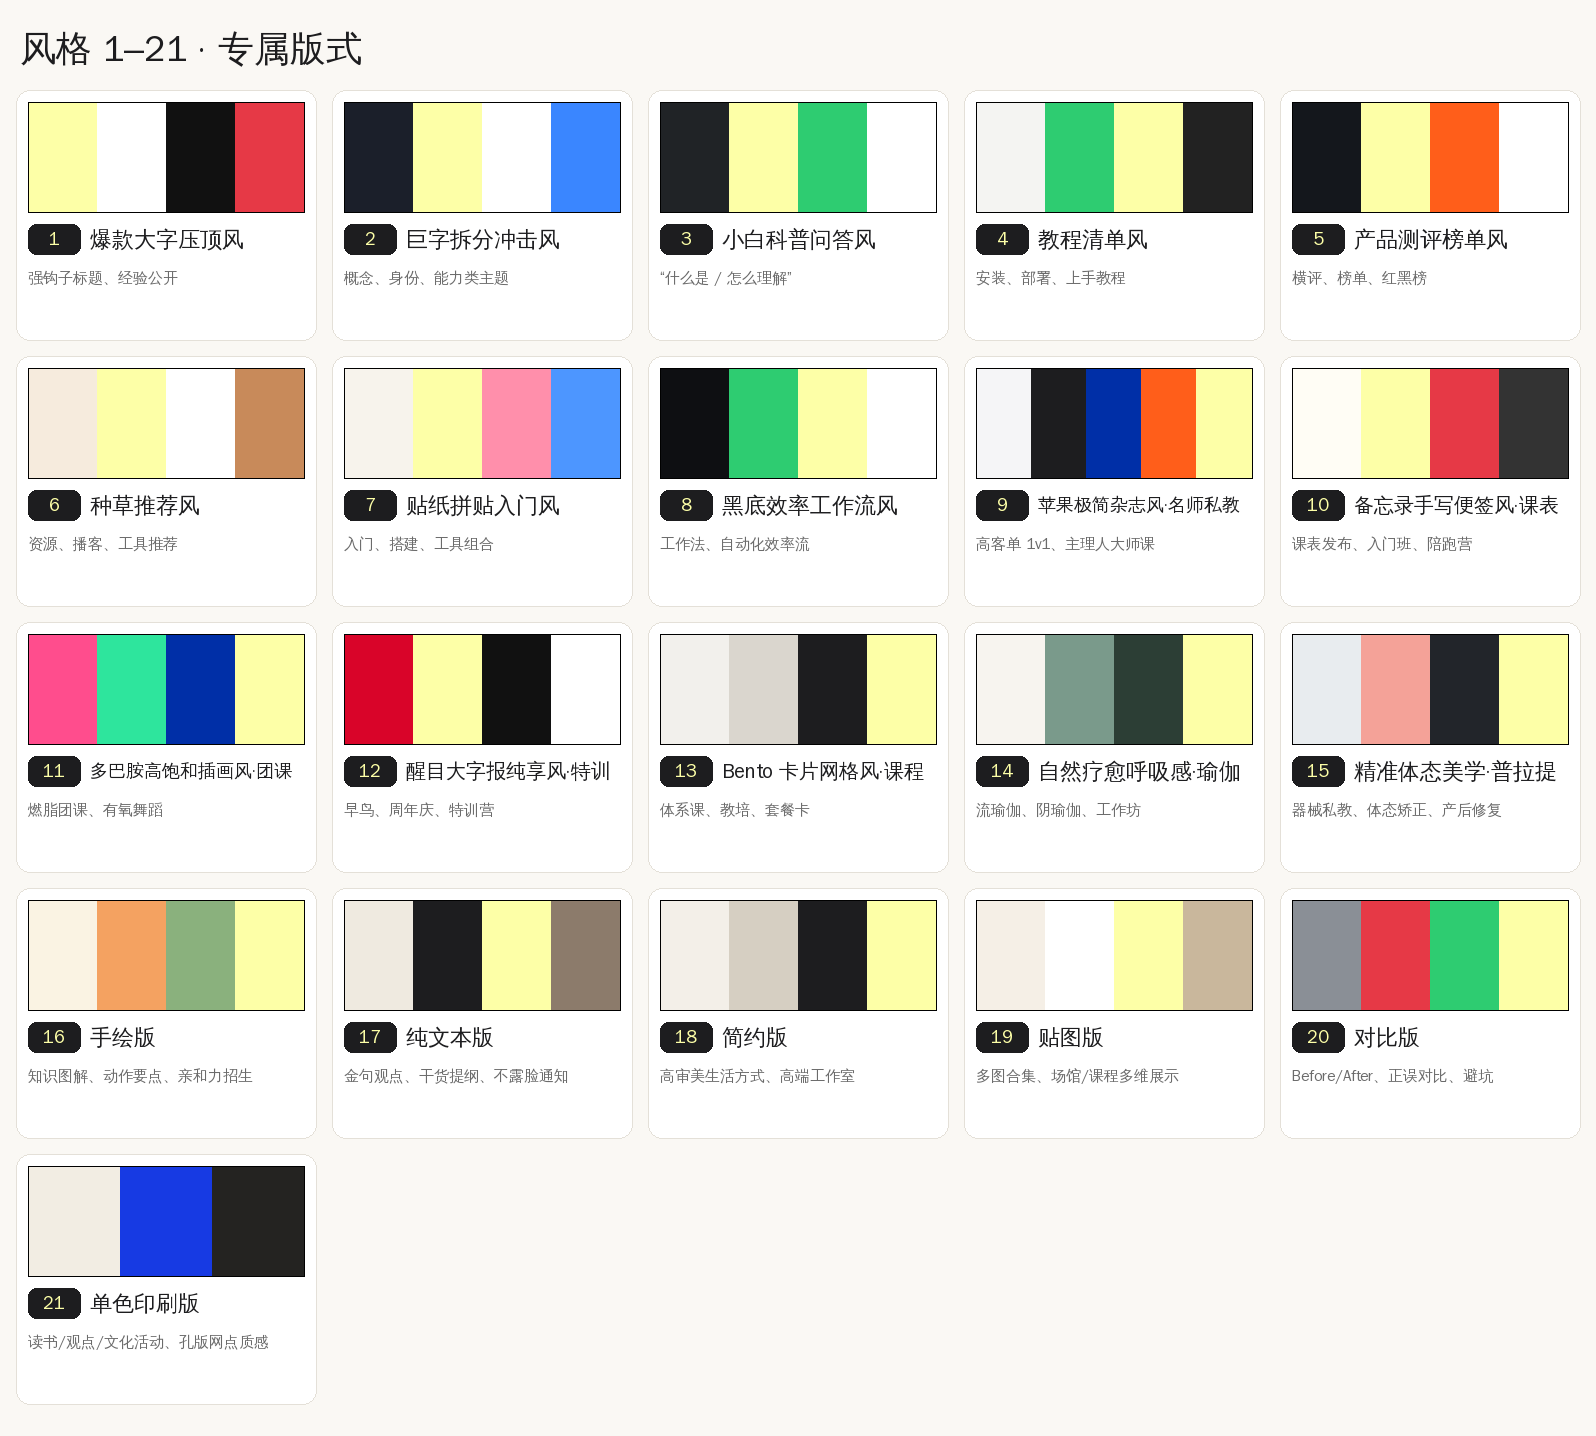 风格 1–21 · 专属版式
1 爆款大字压顶风
强钩子标题、经验公开
2 巨字拆分冲击风
概念、身份、能力类主题
3 小白科普问答风
“什么是 / 怎么理解”
4 教程清单风
安装、部署、上手教程
5 产品测评榜单风
横评、榜单、红黑榜
6 种草推荐风
资源、播客、工具推荐
7 贴纸拼贴入门风
入门、搭建、工具组合
8 黑底效率工作流风
工作法、自动化效率流
9 苹果极简杂志风·名师私教
高客单 1v1、主理人大师课
10 备忘录手写便签风·课表
课表发布、入门班、陪跑营
11 多巴胺高饱和插画风·团课
燃脂团课、有氧舞蹈
12 醒目大字报纯享风·特训
早鸟、周年庆、特训营
13 Bento 卡片网格风·课程
体系课、教培、套餐卡
14 自然疗愈呼吸感·瑜伽
流瑜伽、阴瑜伽、工作坊
15 精准体态美学·普拉提
器械私教、体态矫正、产后修复
16 手绘版
知识图解、动作要点、亲和力招生
17 纯文本版
金句观点、干货提纲、不露脸通知
18 简约版
高审美生活方式、高端工作室
19 贴图版
多图合集、场馆/课程多维展示
20 对比版
Before/After、正误对比、避坑
21 单色印刷版
读书/观点/文化活动、孔版网点质感